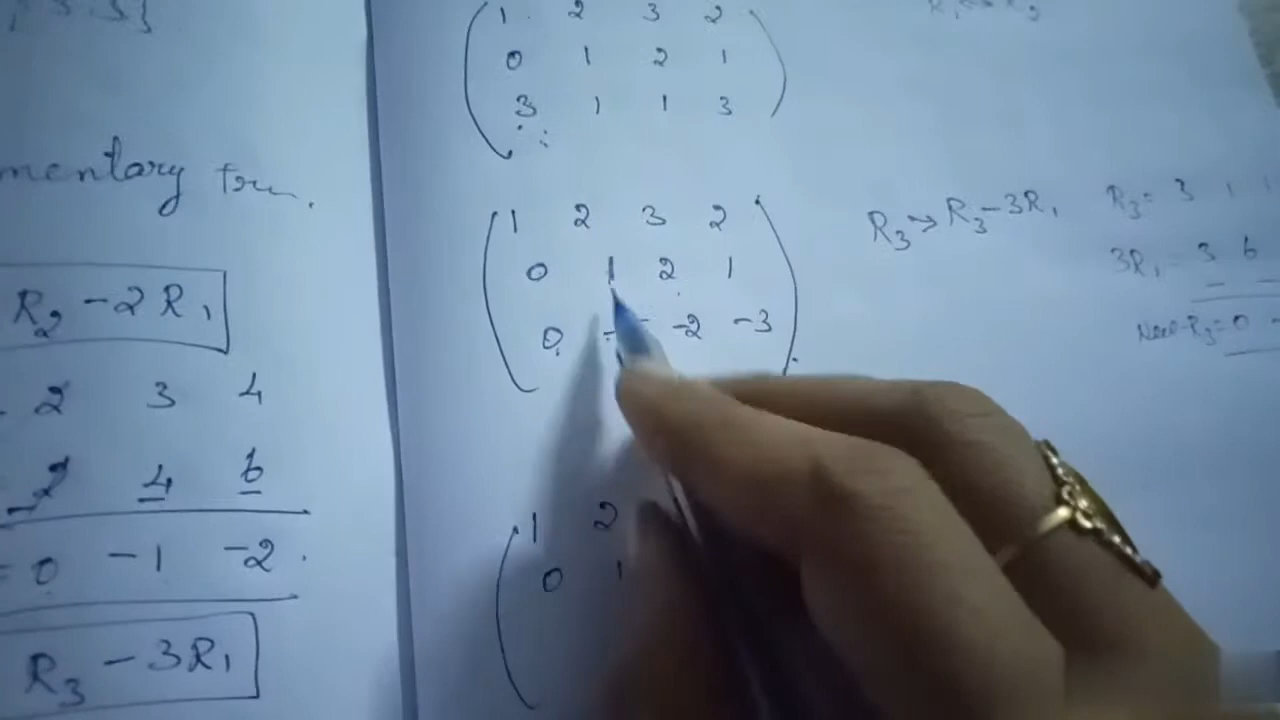 mentary
R2 - 2R1
2 3 4
2 4 6
= 0 -1 -2
R3 - 3R1
1 2 3 2
0 1 2 1
3 1 1 3
1 2 3 2
0 1 2 1
0 -2 -3
R3 → R3 - 3R1
R3 = 3 1
3R1 = 3 6
R3 = 0
1 2
0 1